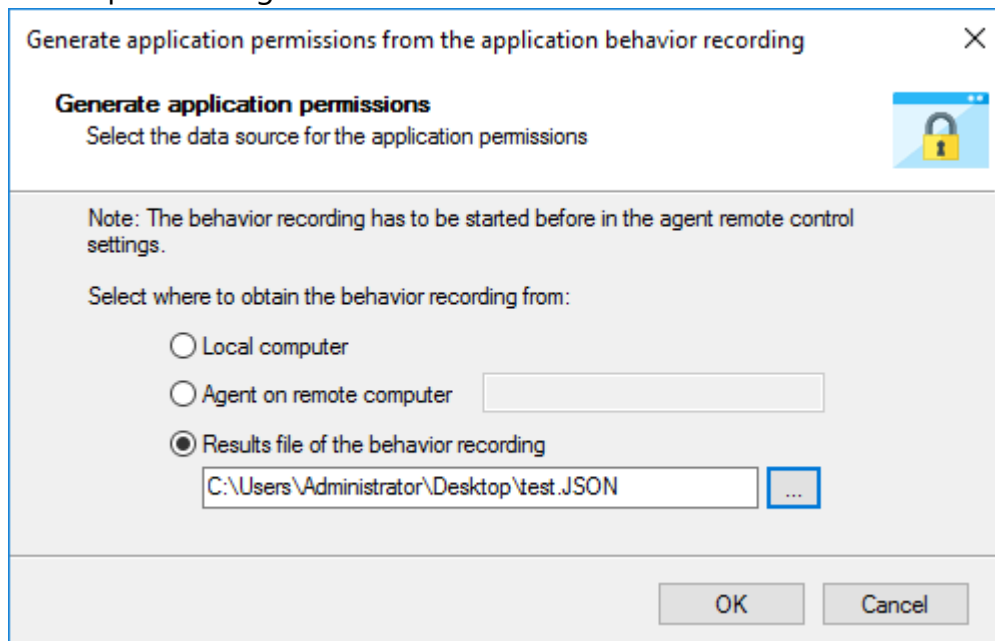 Generate application permissions from the application behavior recording
Generate application permissions
Select the data source for the application permissions
Note: The behavior recording has to be started before in the agent remote control
settings.
Select where to obtain the behavior recording from:
Local computer
Agent on remote computer
Results file of the behavior recording
C:\Users\Administrator\Desktop\test.JSON
...
OK
Cancel